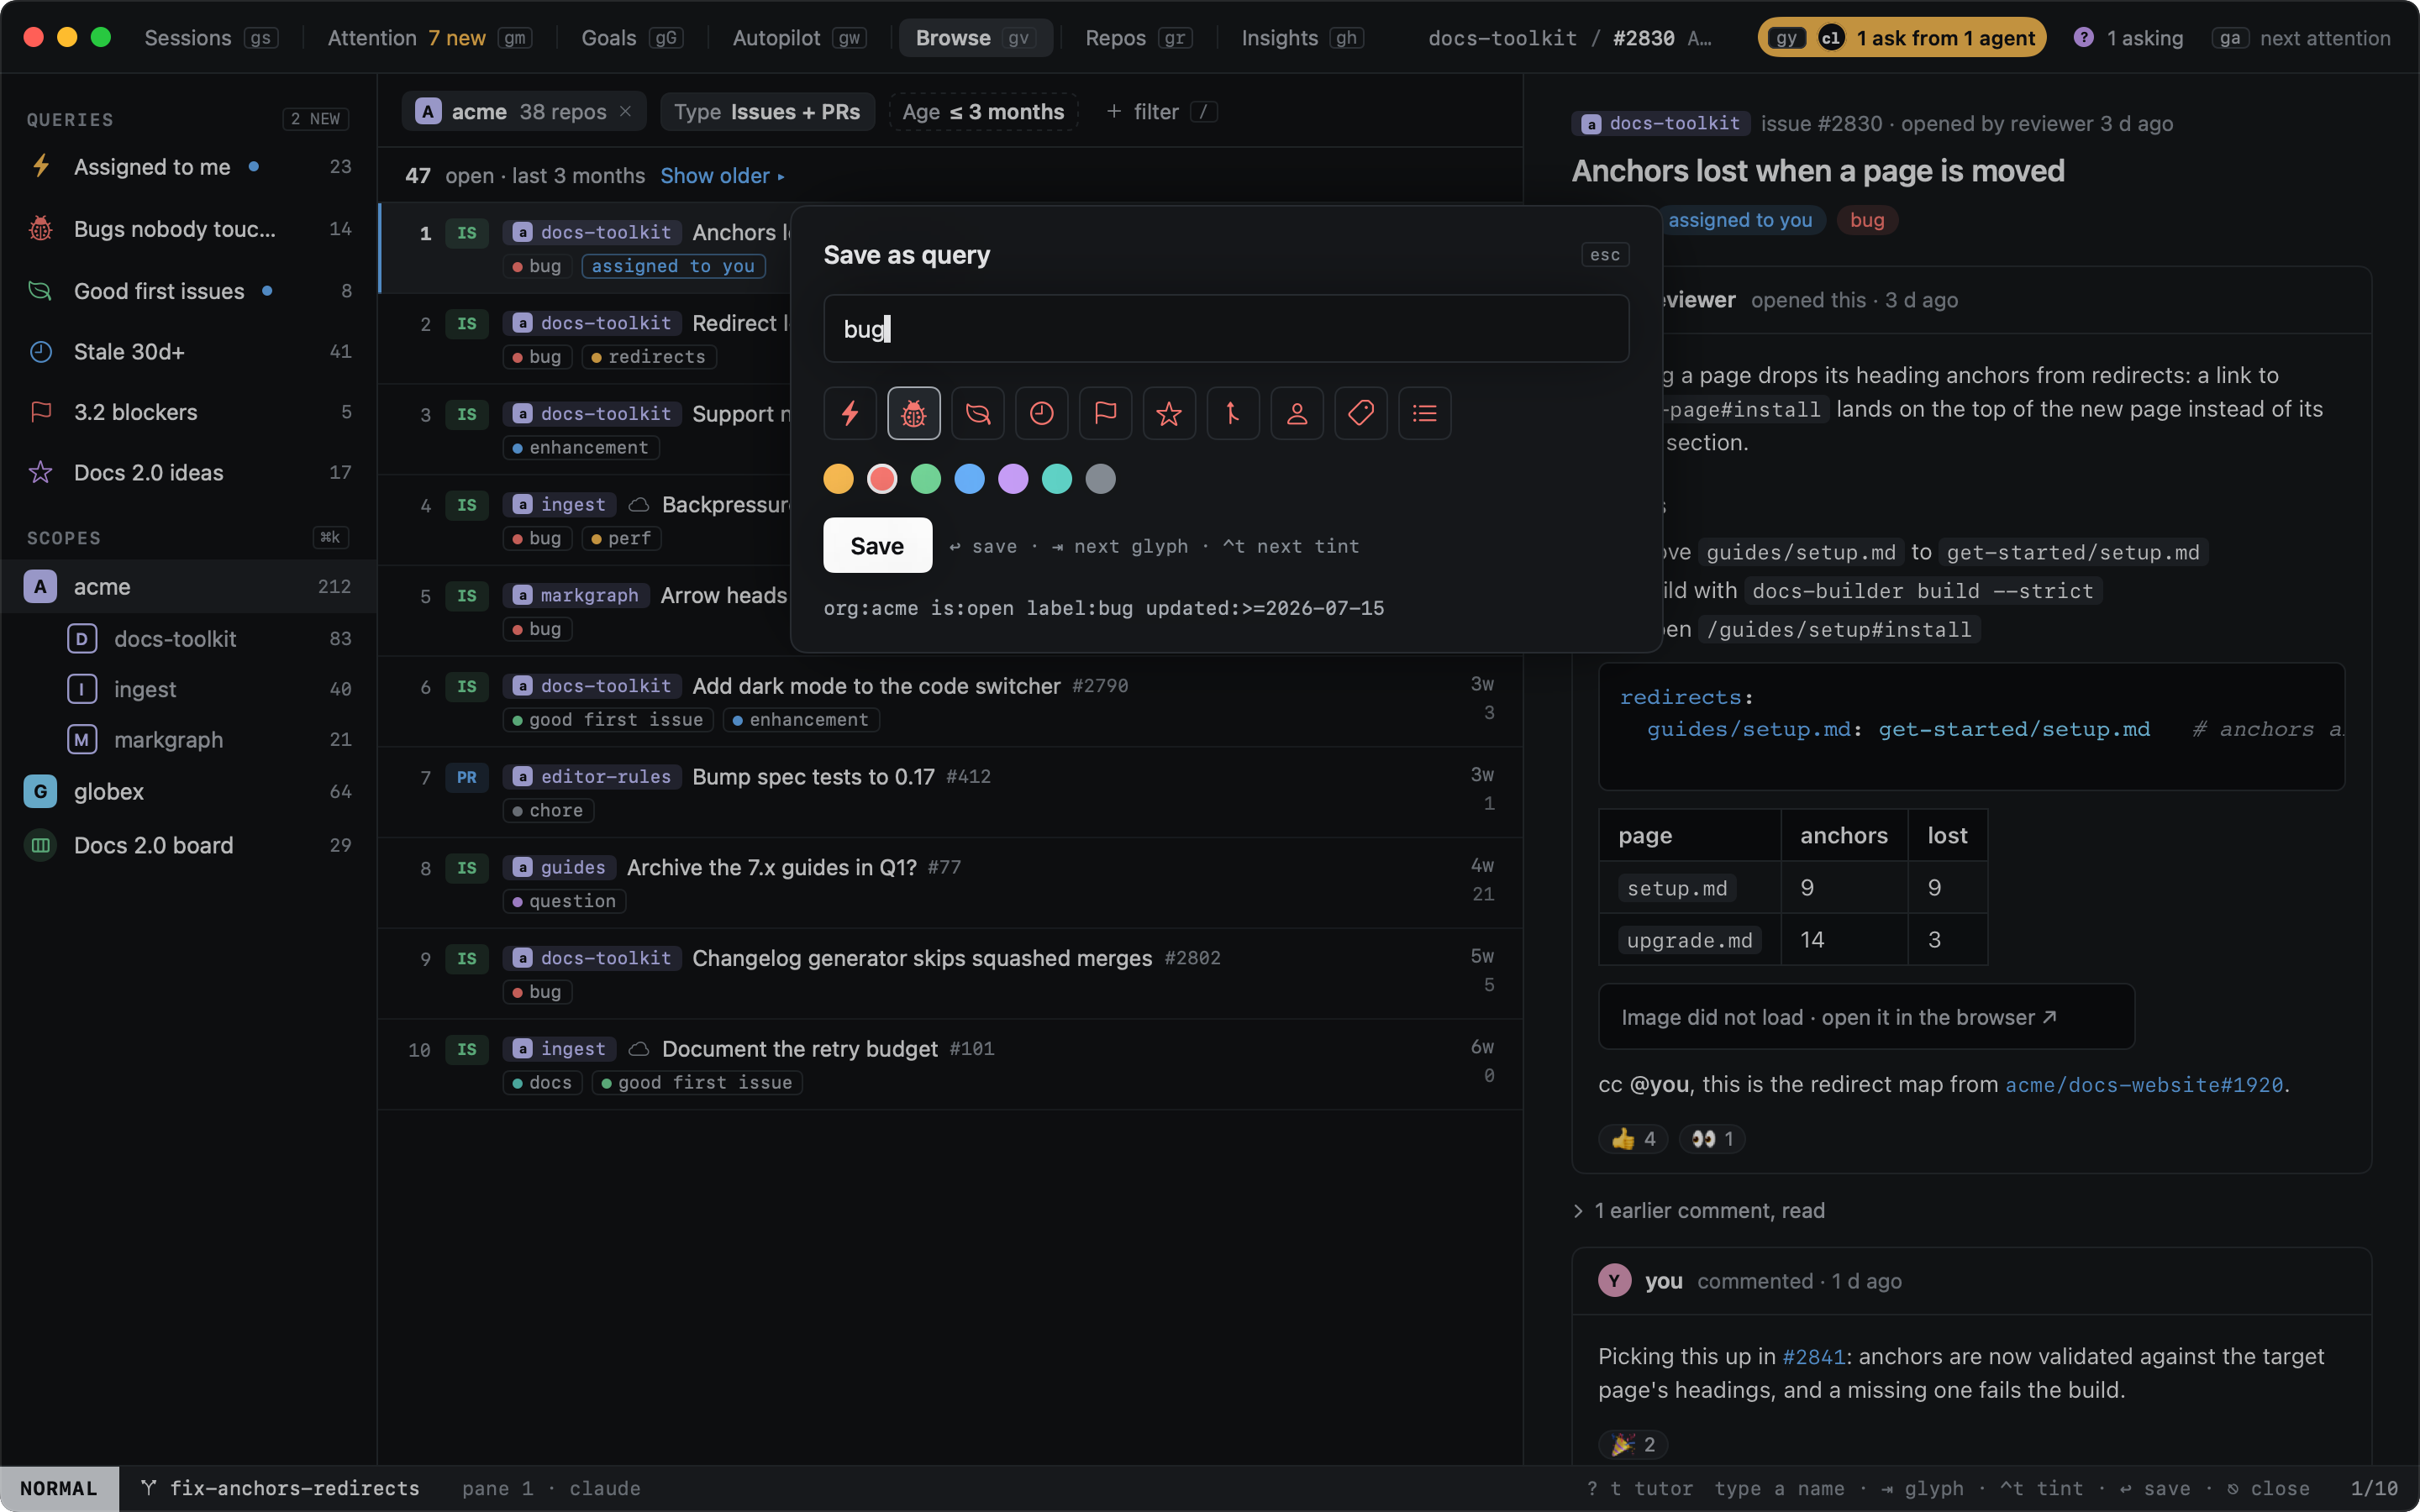 Sessions gs Attention 7 new gm Goals gG Autopilot gw Browse gv Repos gr Insights gh docs-toolkit / #2830 A… gy cl 1 ask from 1 agent ? 1 asking ga next attention
QUERIES 2 NEW
Assigned to me 23
Bugs nobody touc… 14
Good first issues 8
Stale 30d+ 41
3.2 blockers 5
Docs 2.0 ideas 17
SCOPES ⌘k
A acme 212
D docs-toolkit 83
I ingest 40
M markgraph 21
G globex 64
Docs 2.0 board 29
A acme 38 repos × Type Issues + PRs Age ≤ 3 months + filter /
47 open · last 3 months Show older ▸
1 IS a docs-toolkit Anchors l
bug assigned to you
2 IS a docs-toolkit Redirect l
bug redirects
3 IS a docs-toolkit Support n
enhancement
4 IS a ingest Backpressur
bug perf
5 IS a markgraph Arrow heads
bug
6 IS a docs-toolkit Add dark mode to the code switcher #2790 3w
good first issue enhancement 3
7 PR a editor-rules Bump spec tests to 0.17 #412 3w
chore 1
8 IS a guides Archive the 7.x guides in Q1? #77 4w
question 21
9 IS a docs-toolkit Changelog generator skips squashed merges #2802 5w
bug 5
10 IS a ingest Document the retry budget #101 6w
docs good first issue 0
Save as query esc
bug
Save ↩ save · ⇥ next glyph · ^t next tint
org:acme is:open label:bug updated:>=2026-07-15
a docs-toolkit issue #2830 · opened by reviewer 3 d ago
Anchors lost when a page is moved
assigned to you bug
eviewer opened this · 3 d ago
g a page drops its heading anchors from redirects: a link to
-page#install lands on the top of the new page instead of its
section.
s
ove guides/setup.md to get-started/setup.md
ild with docs-builder build --strict
en /guides/setup#install
redirects:
guides/setup.md: get-started/setup.md # anchors a
page anchors lost
setup.md 9 9
upgrade.md 14 3
Image did not load · open it in the browser ↗
cc @you, this is the redirect map from acme/docs-website#1920.
👍 4 👀 1
1 earlier comment, read
Y you commented · 1 d ago
Picking this up in #2841: anchors are now validated against the target
page's headings, and a missing one fails the build.
🎉 2
NORMAL fix-anchors-redirects pane 1 · claude ? t tutor type a name · ⇥ glyph · ^t tint · ↩ save · ⎋ close 1/10